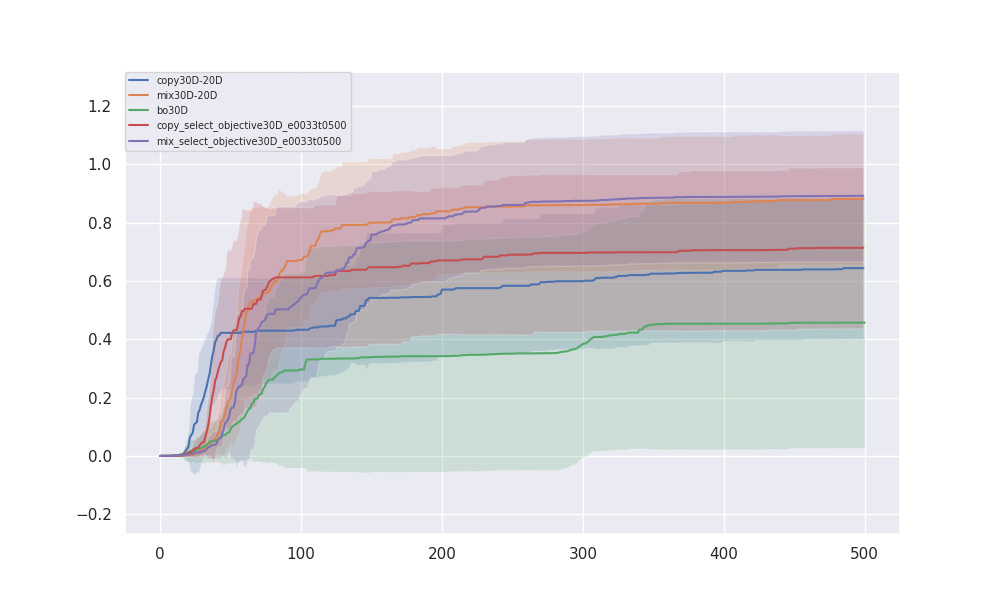 copy30D-20D
mix30D-20D
bo30D
copy_select_objective30D_e0033t0500
mix_select_objective30D_e0033t0500
1.2
1.0
0.8
0.6
0.4
0.2
0.0
−0.2
0 100 200 300 400 500